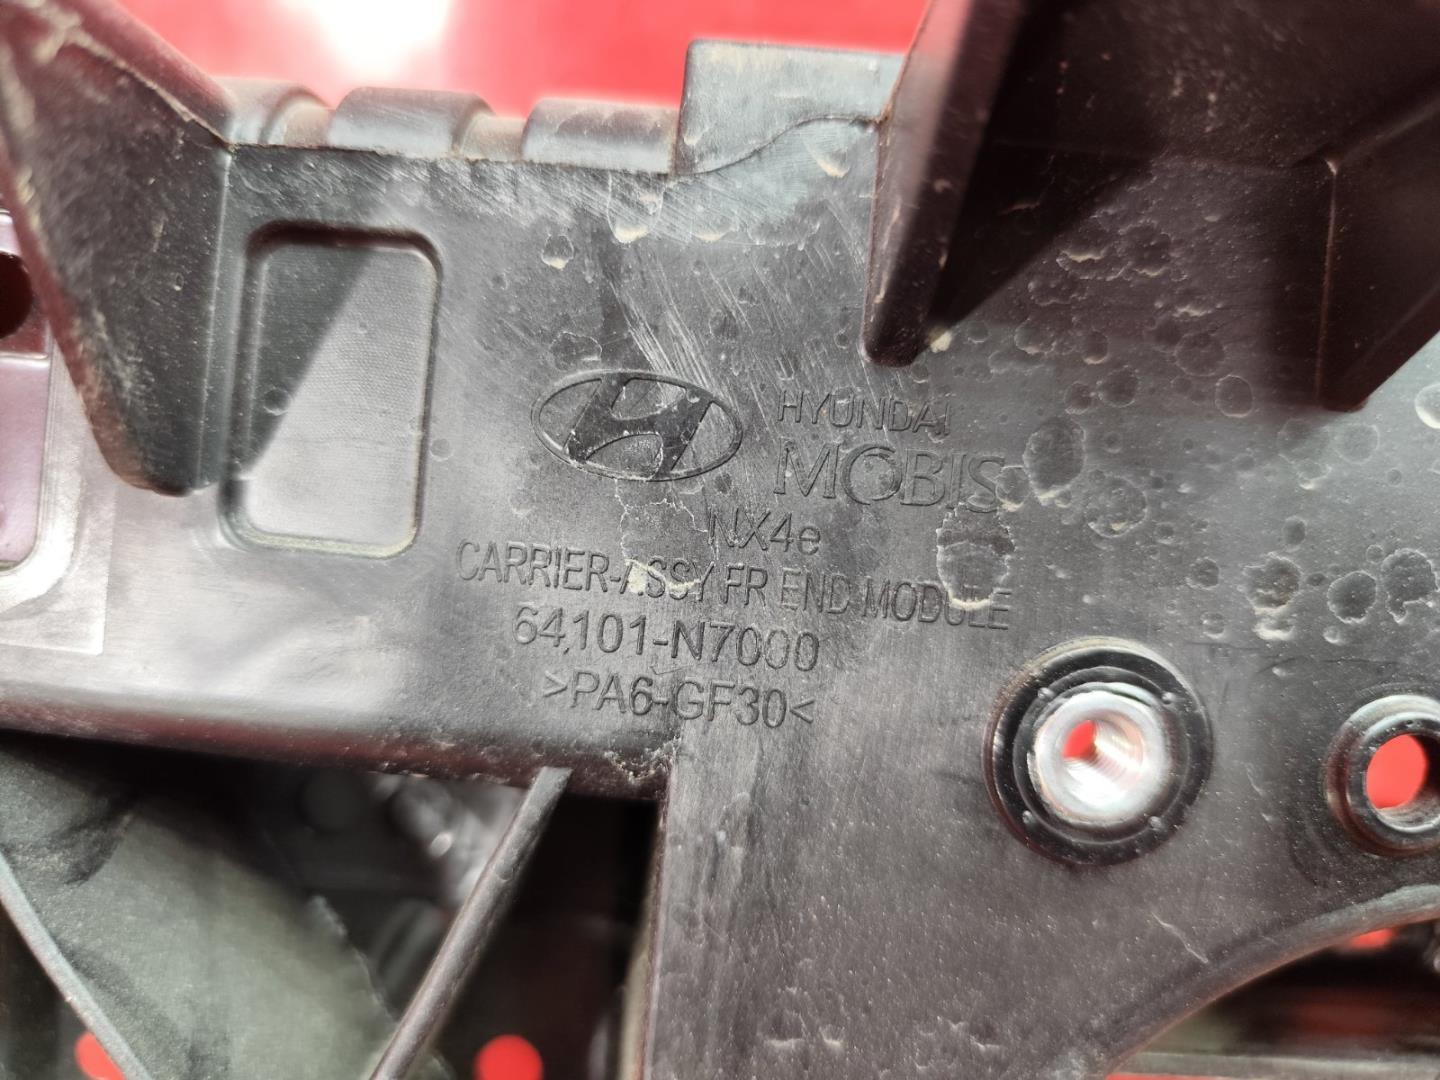 HYUNDAI
MOBIS
NX4e
CARRIER-ASSY FR END MODULE
64101-N7000
>PA6-GF30<